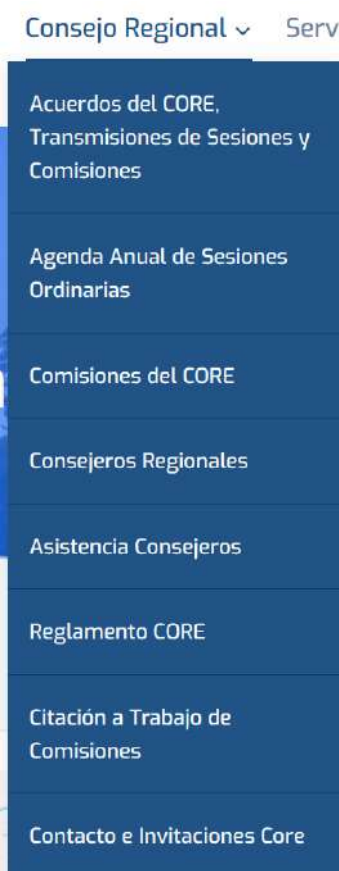 Consejo Regional
Serv
Acuerdos del CORE,
Transmisiones de Sesiones y
Comisiones
Agenda Anual de Sesiones
Ordinarias
Comisiones del CORE
Consejeros Regionales
Asistencia Consejeros
Reglamento CORE
Citación a Trabajo de
Comisiones
Contacto e Invitaciones Core